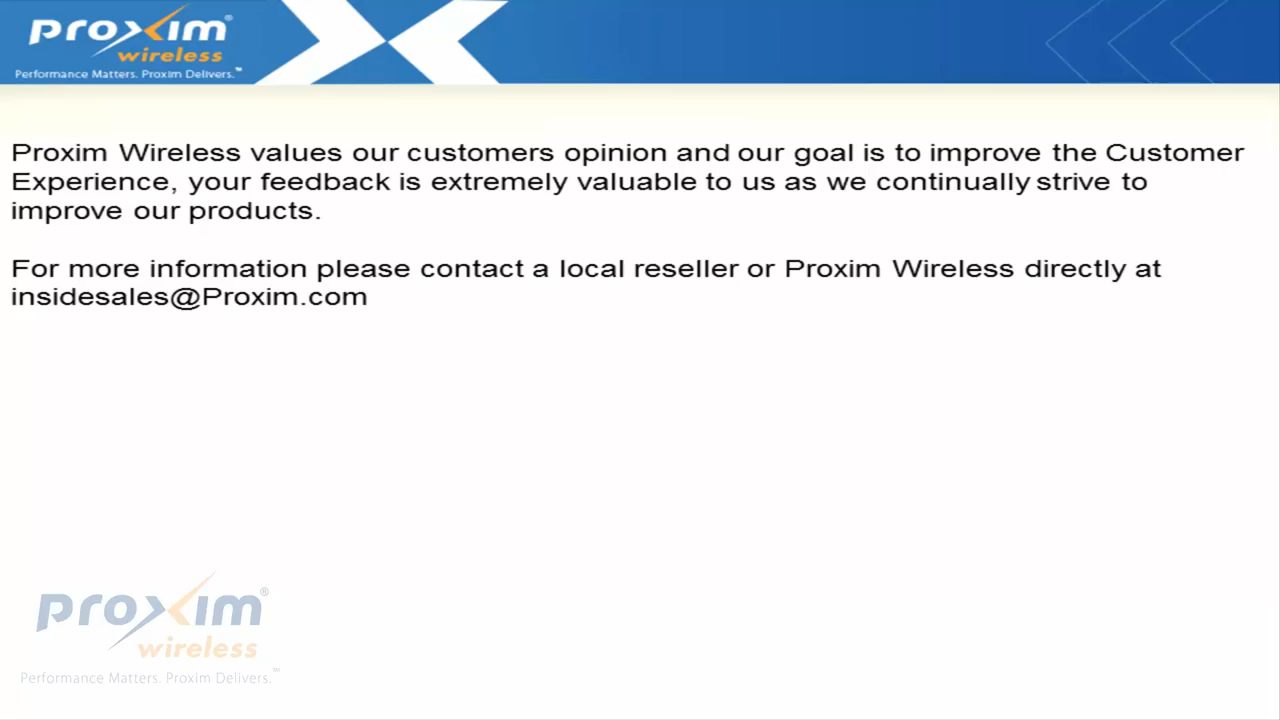 proxim®
wireless
Performance Matters. Proxim Delivers.™
Proxim Wireless values our customers opinion and our goal is to improve the Customer
Experience, your feedback is extremely valuable to us as we continually strive to
improve our products.
For more information please contact a local reseller or Proxim Wireless directly at
insidesales@Proxim.com
proxim®
wireless
Performance Matters. Proxim Delivers.™